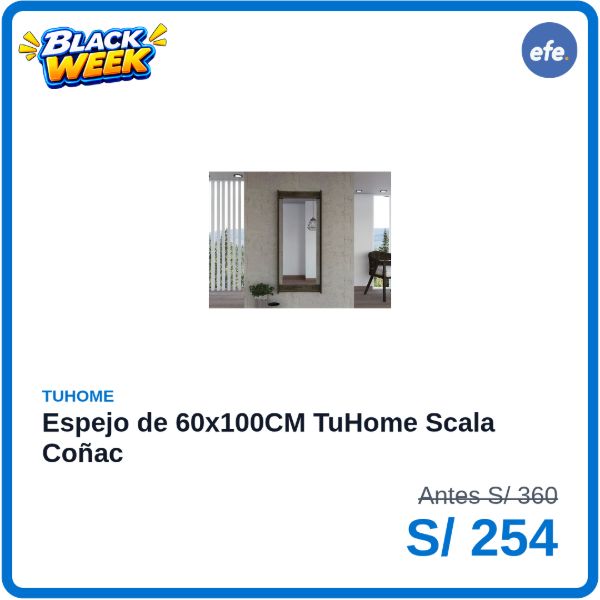 BLACK
WEEK
efe.
TUHOME
Espejo de 60x100CM TuHome Scala
Coñac
Antes S/ 360
S/ 254